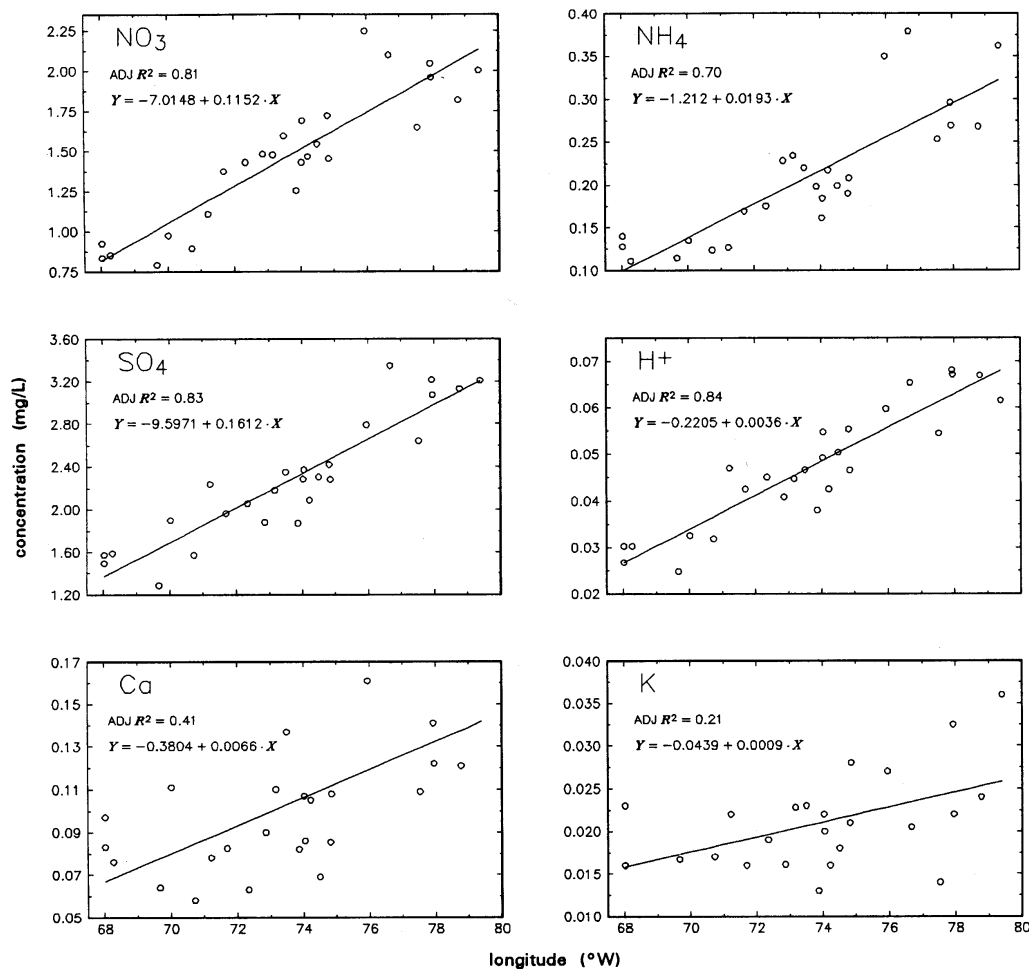 NO3
ADJ R² = 0.81
Y = −7.0148 + 0.1152 · X
2.25
2.00
1.75
1.50
1.25
1.00
0.75
NH4
ADJ R² = 0.70
Y = −1.212 + 0.0193 · X
0.40
0.30
0.20
0.10
SO4
ADJ R² = 0.83
Y = −9.5971 + 0.1612 · X
3.60
3.20
2.80
2.40
2.00
1.60
1.20
H+
ADJ R² = 0.84
Y = −0.2205 + 0.0036 · X
0.07
0.06
0.05
0.04
0.03
0.02
concentration (mg/L)
Ca
ADJ R² = 0.41
Y = −0.3804 + 0.0066 · X
0.17
0.15
0.13
0.11
0.09
0.07
0.05
68 70 72 74 76 78 80
K
ADJ R² = 0.21
Y = −0.0439 + 0.0009 · X
0.040
0.035
0.030
0.025
0.020
0.015
0.010
68 70 72 74 76 78 80
longitude (°W)